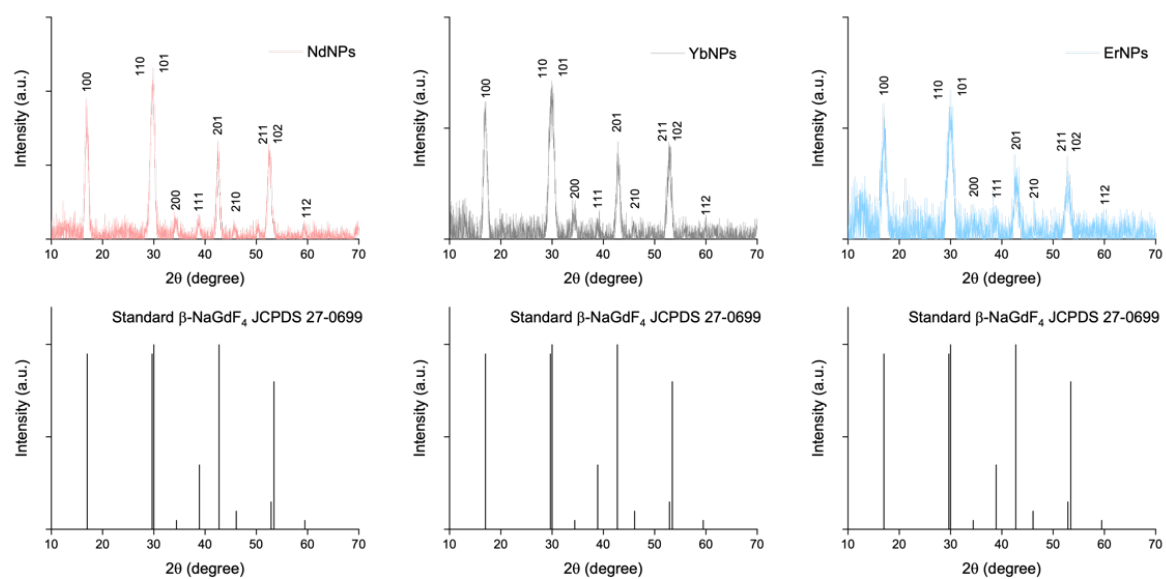 Intensity (a.u.)
NdNPs
100
110
101
200
111
201
210
211
102
112
10 20 30 40 50 60 70
2θ (degree)
Intensity (a.u.)
YbNPs
100
110
101
200
111
201
210
211
102
112
10 20 30 40 50 60 70
2θ (degree)
Intensity (a.u.)
ErNPs
100
110
101
200
111
201
210
211
102
112
10 20 30 40 50 60 70
2θ (degree)
Intensity (a.u.)
Standard β-NaGdF₄ JCPDS 27-0699
10 20 30 40 50 60 70
2θ (degree)
Intensity (a.u.)
Standard β-NaGdF₄ JCPDS 27-0699
10 20 30 40 50 60 70
2θ (degree)
Intensity (a.u.)
Standard β-NaGdF₄ JCPDS 27-0699
10 20 30 40 50 60 70
2θ (degree)